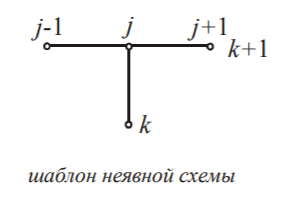 j-1 j j+1
k+1
k
шаблон неявной схемы